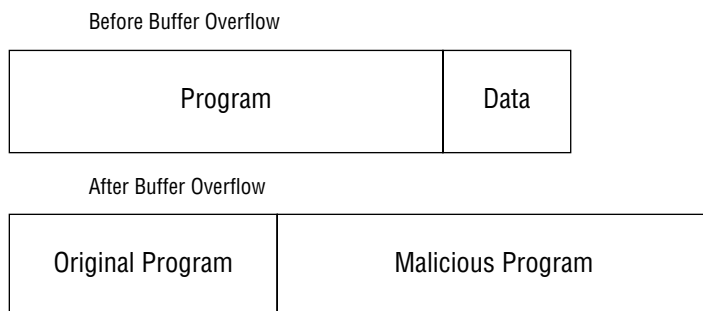 Before Buffer Overflow
Program Data
After Buffer Overflow
Original Program Malicious Program